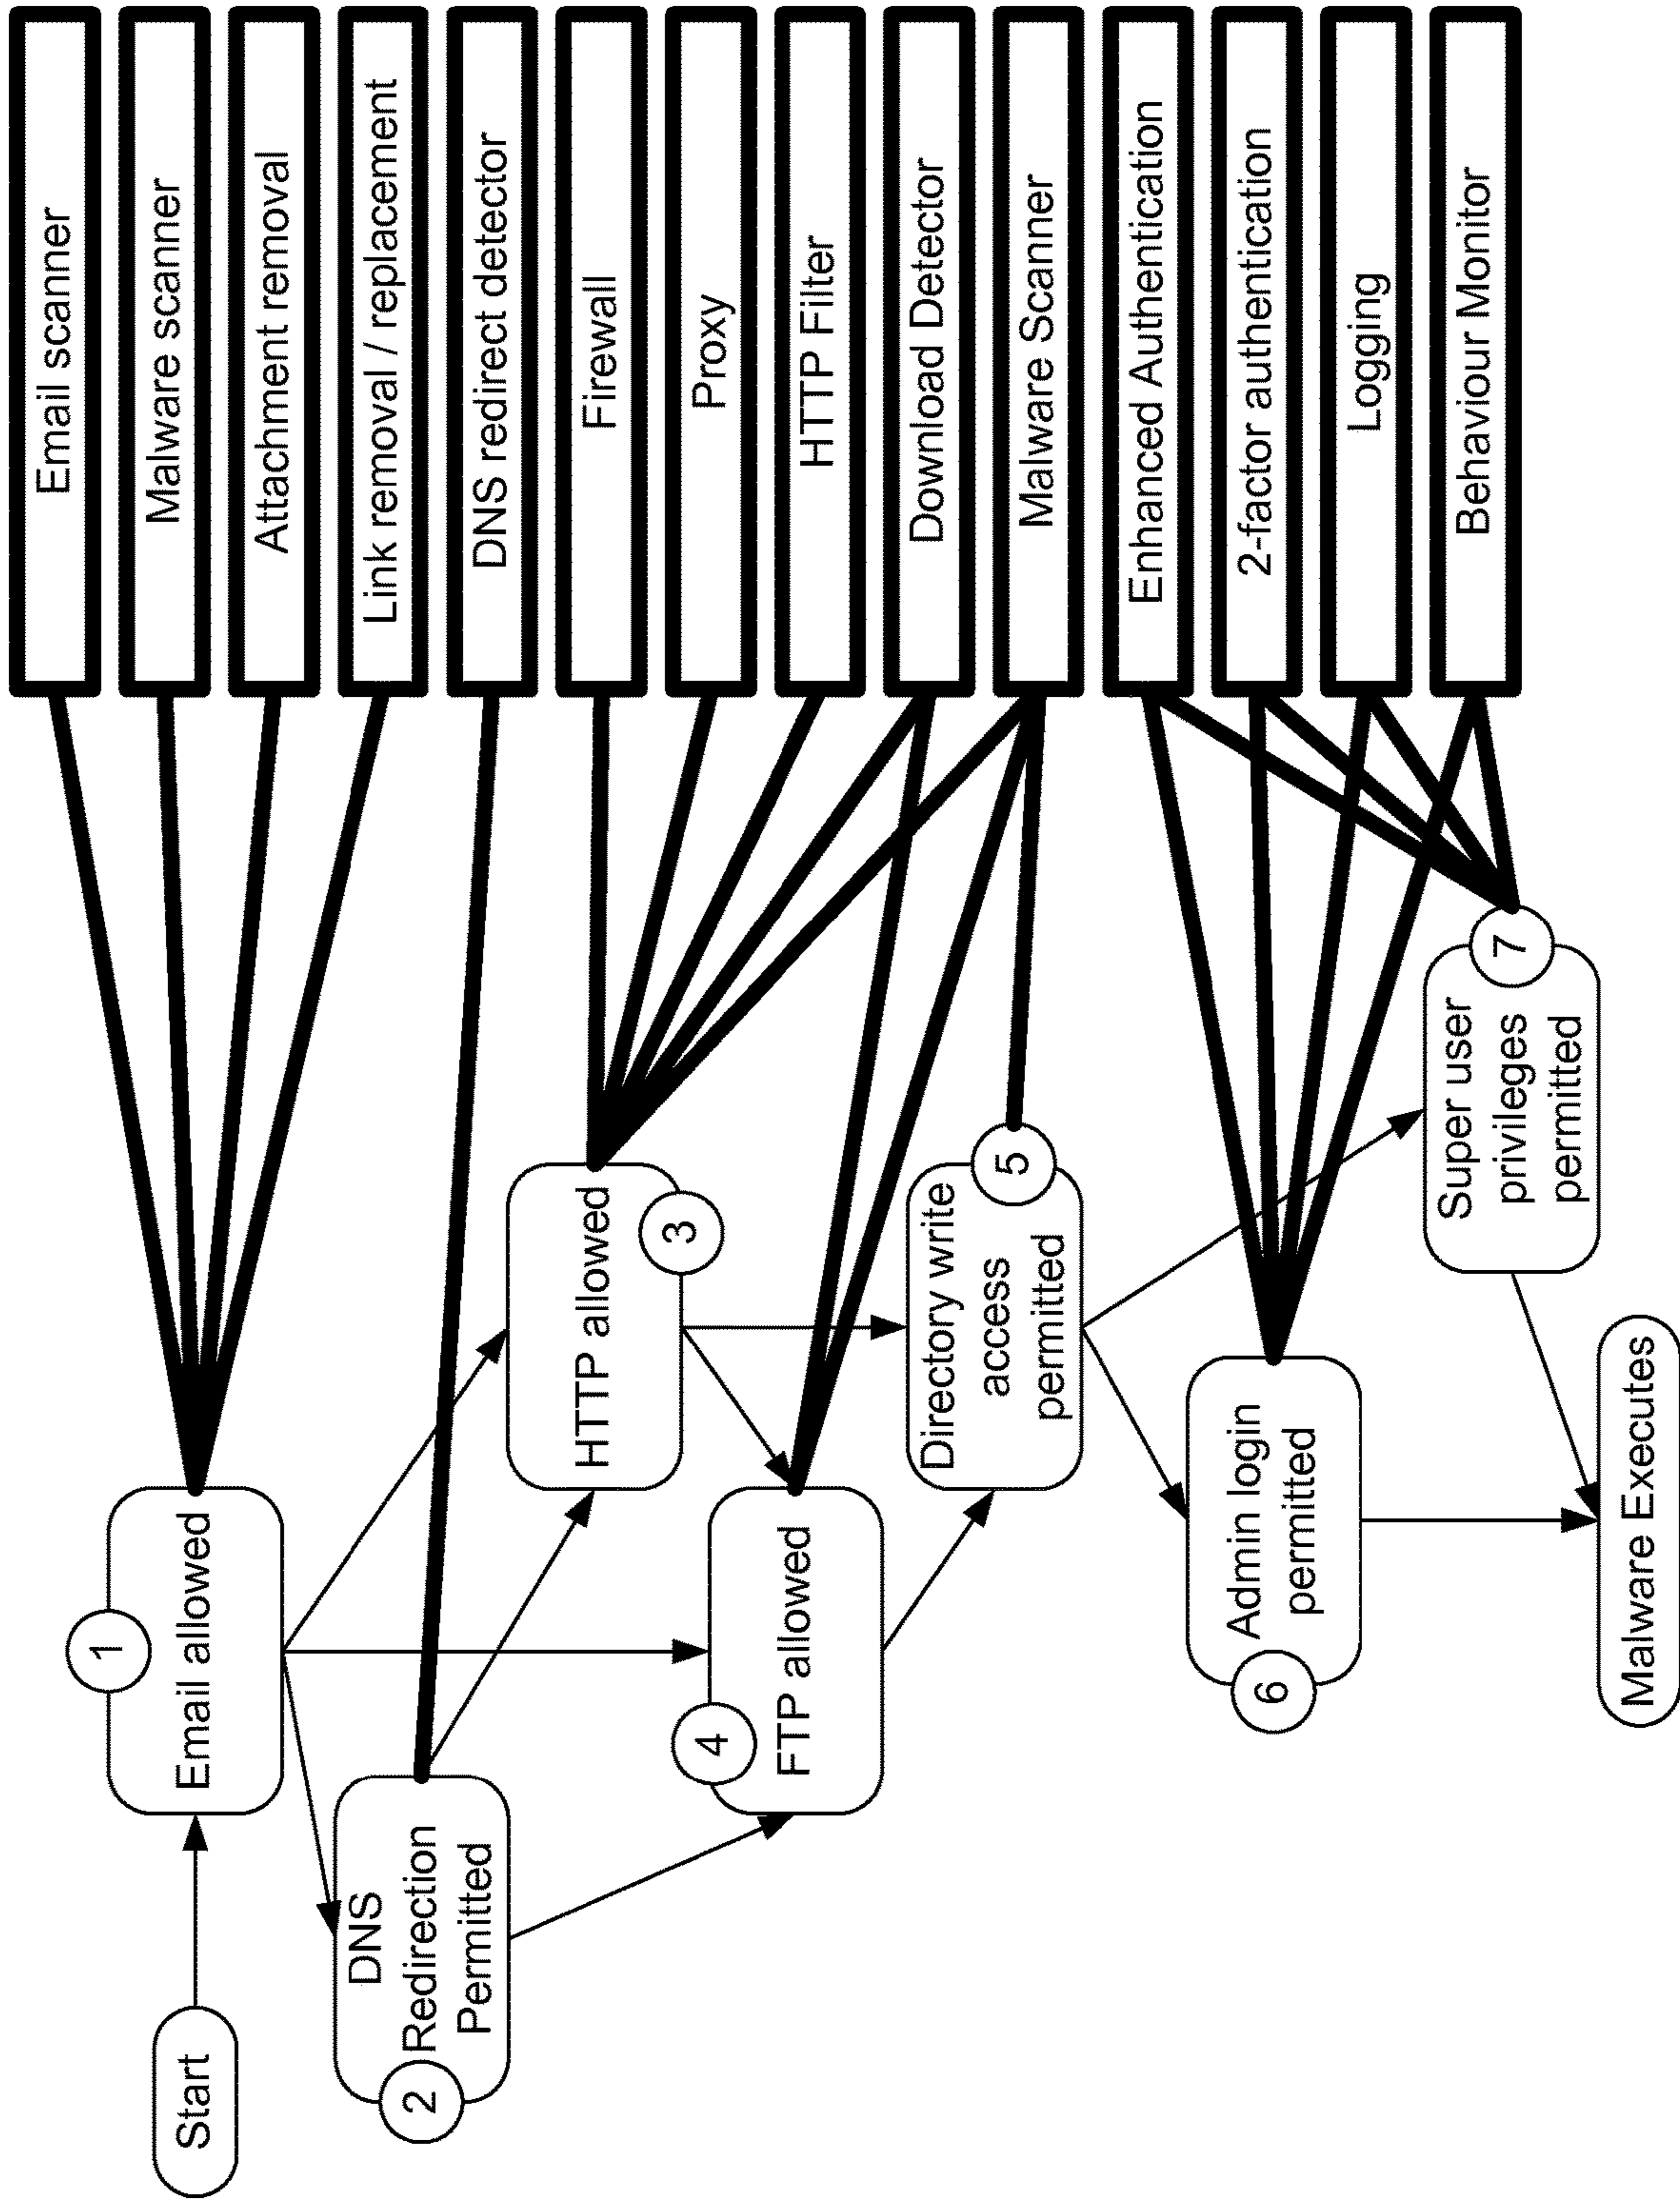 Start
1
Email allowed
2
DNS
Redirection
Permitted
3
HTTP allowed
4
FTP allowed
5
Directory write
access
permitted
6
Admin login
permitted
7
Super user
privileges
permitted
Malware Executes
Email scanner
Malware scanner
Attachment removal
Link removal / replacement
DNS redirect detector
Firewall
Proxy
HTTP Filter
Download Detector
Malware Scanner
Enhanced Authentication
2-factor authentication
Logging
Behaviour Monitor